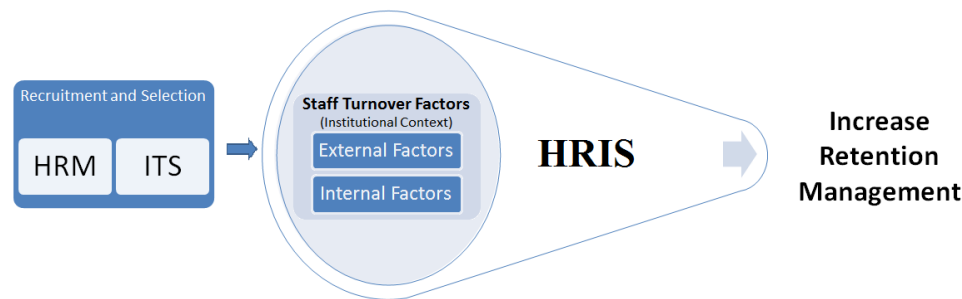 Recruitment and Selection
HRM
ITS
Staff Turnover Factors
(Institutional Context)
External Factors
Internal Factors
HRIS
Increase
Retention
Management